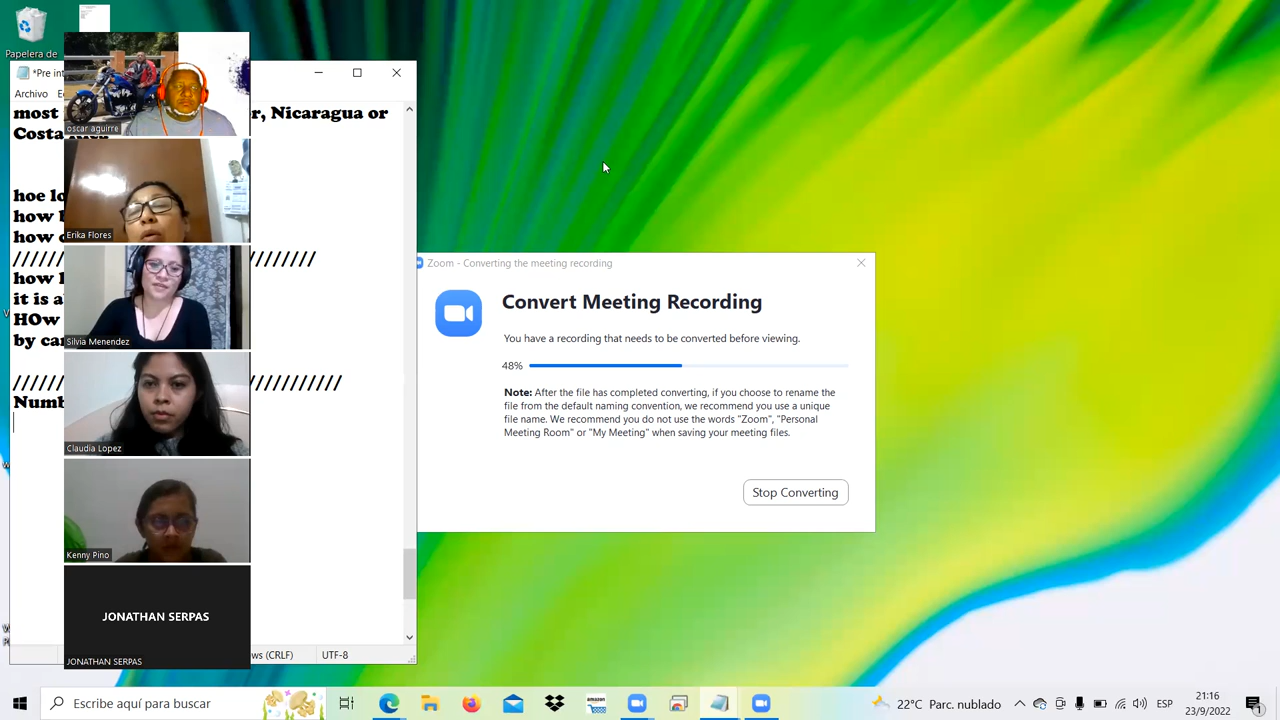 Papelera de
*Pre in
Archivo
most
r, Nicaragua or
Costa
oscar aguirre
hoe lo
how
how
Erika Flores
/////////
how
it is a
HOw
by ca
Silvia Menendez
////// ////////////
Numb
Claudia Lopez
Kenny Pino
JONATHAN SERPAS
JONATHAN SERPAS
ws (CRLF)
UTF-8
Zoom - Converting the meeting recording
Convert Meeting Recording
You have a recording that needs to be converted before viewing.
48%
Note: After the file has completed converting, if you choose to rename the
file from the default naming convention, we recommend you use a unique
file name. We recommend you do not use the words "Zoom", "Personal
Meeting Room" or "My Meeting" when saving your meeting files.
Stop Converting
Escribe aquí para buscar
amazon
22°C Parc. nublado
ESP
21:16
23/9/2022
1